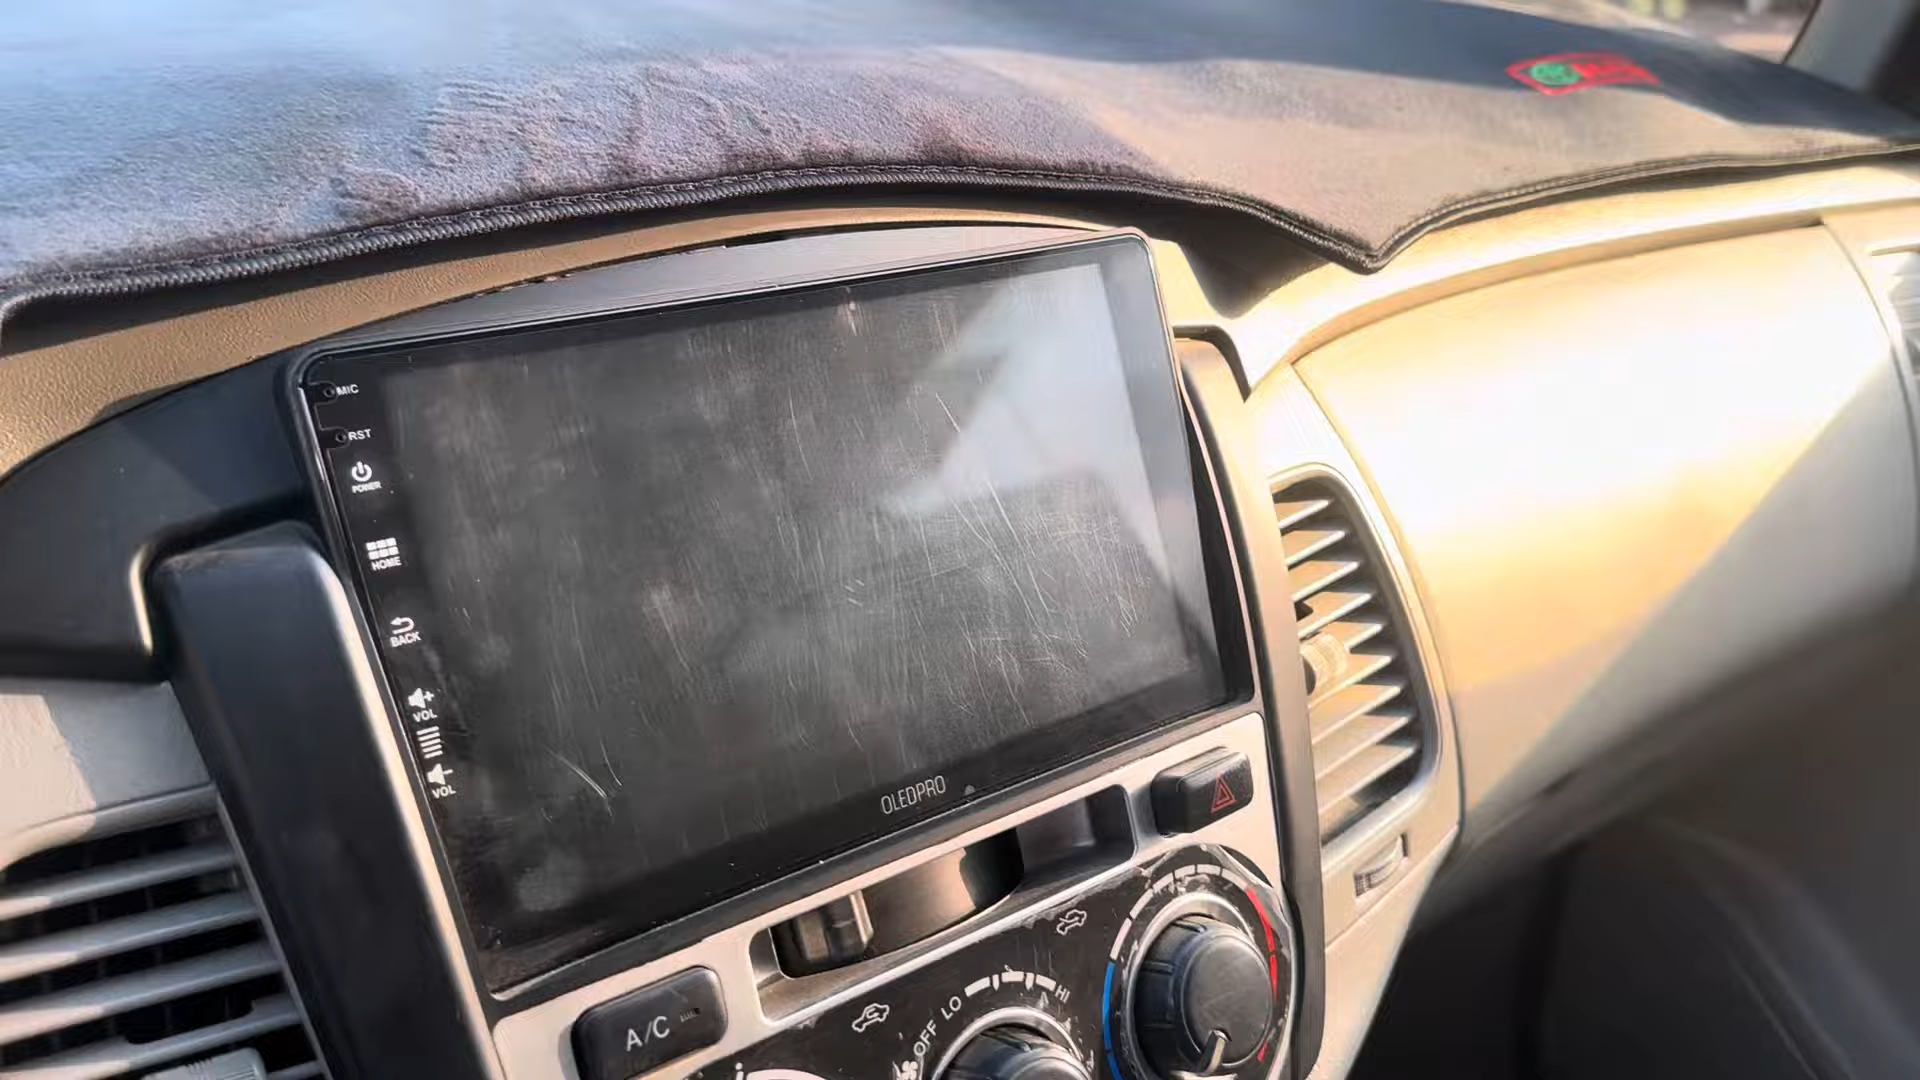 MIC
RST
POWER
HOME
BACK
VOL
VOL
OLEDPRO
A/C
OFF LO HI